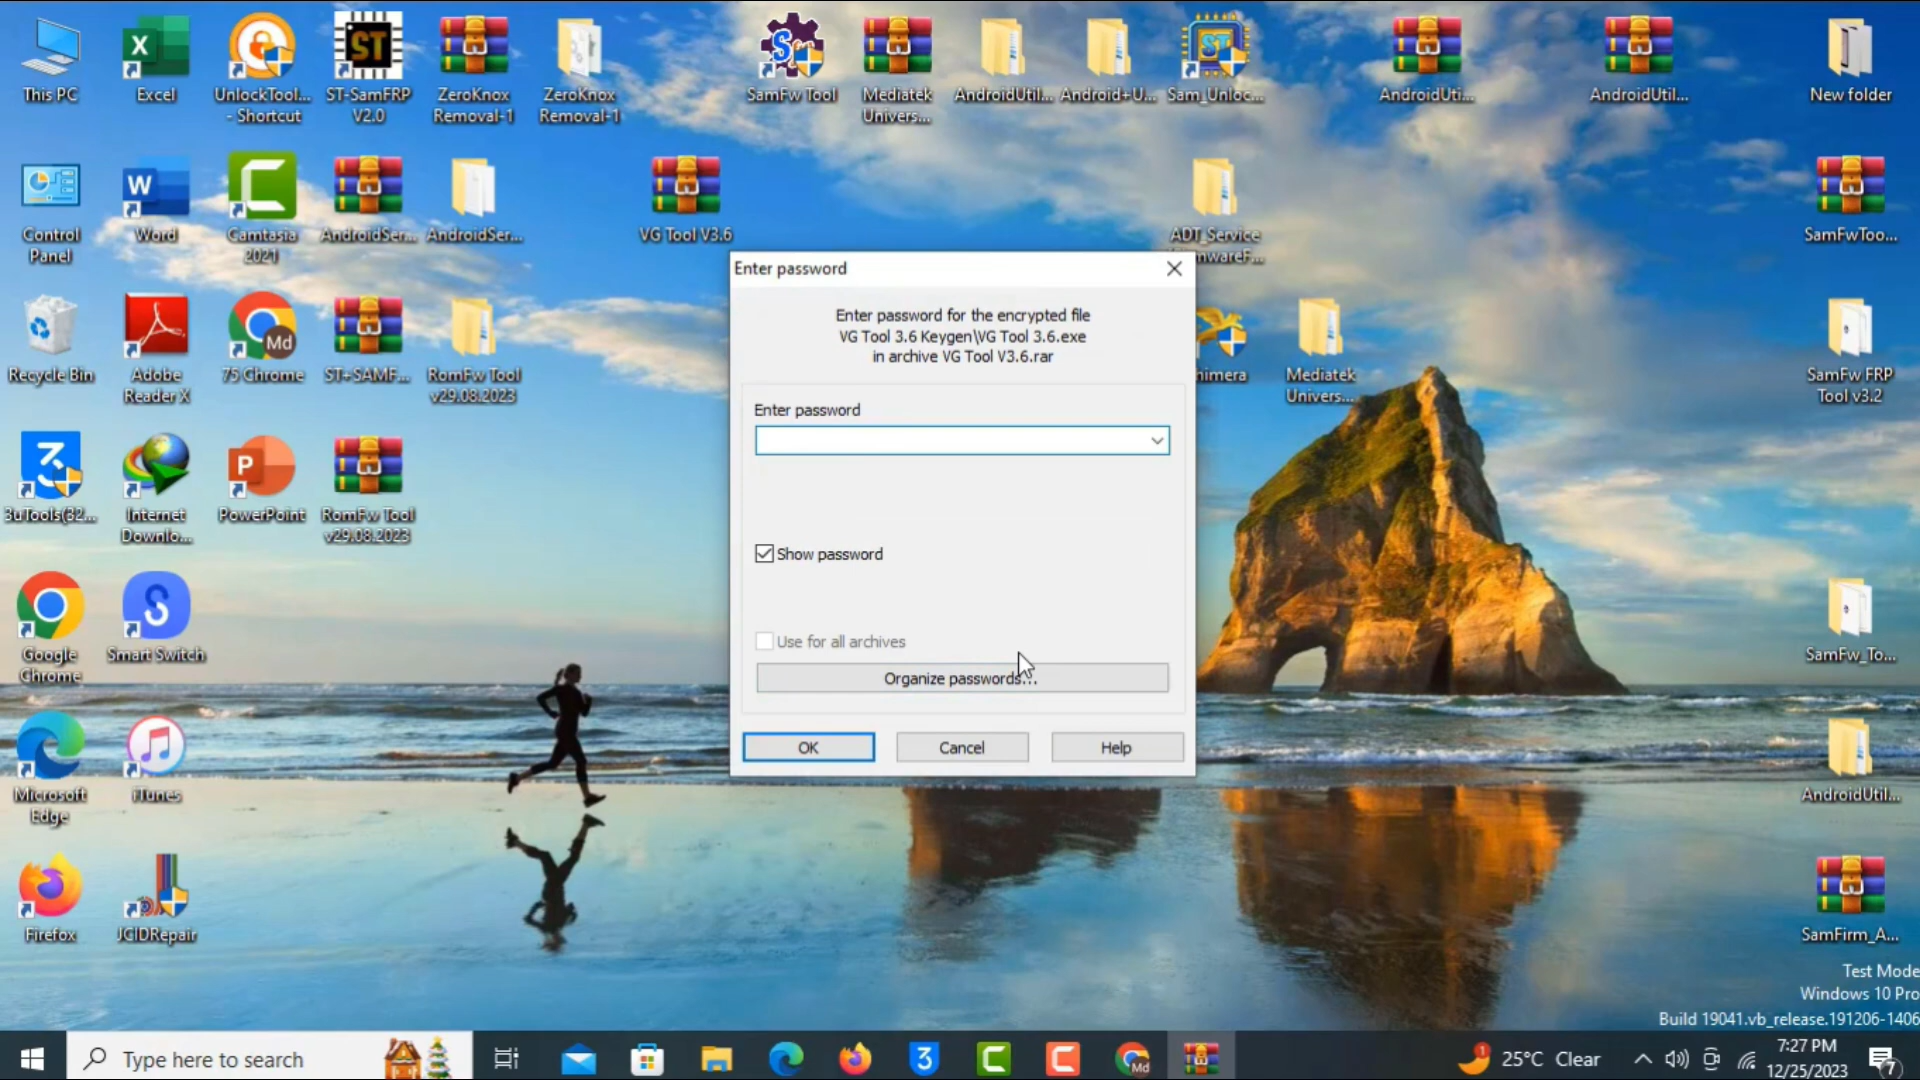 This PC
Excel
UnlockTool...
- Shortcut
ST-SamFRP
V2.0
ZeroKnox
Removal-1
ZeroKnox
Removal-1
SamFw Tool
Mediatek
Univers...
AndroidUtil...
Android+U...
Sam_Unloc...
AndroidUti...
AndroidUtil...
New folder
Control
Panel
Word
Camtasia
2021
AndroidSer...
AndroidSer...
VG Tool V3.6
ADT_Service
SamFwToo...
Recycle Bin
Adobe
Reader X
75 Chrome
ST+SAMF...
RomFw Tool
v29.08.2023
Mediatek
Univers...
SamFw FRP
Tool v3.2
3uTools(32...
Internet
Downlo...
PowerPoint
RomFw Tool
v29.08.2023
Google
Chrome
Smart Switch
SamFw_To...
Microsoft
Edge
iTunes
AndroidUtil...
Firefox
JCIDRepair
SamFirm_A...
Enter password
Enter password for the encrypted file
VG Tool 3.6 Keygen\VG Tool 3.6.exe
in archive VG Tool V3.6.rar
Enter password
Show password
Use for all archives
Organize passwords...
OK
Cancel
Help
Test Mode
Windows 10 Pro
Build 19041.vb_release.191206-1406
Type here to search
25°C Clear
7:27 PM
12/25/2023
7